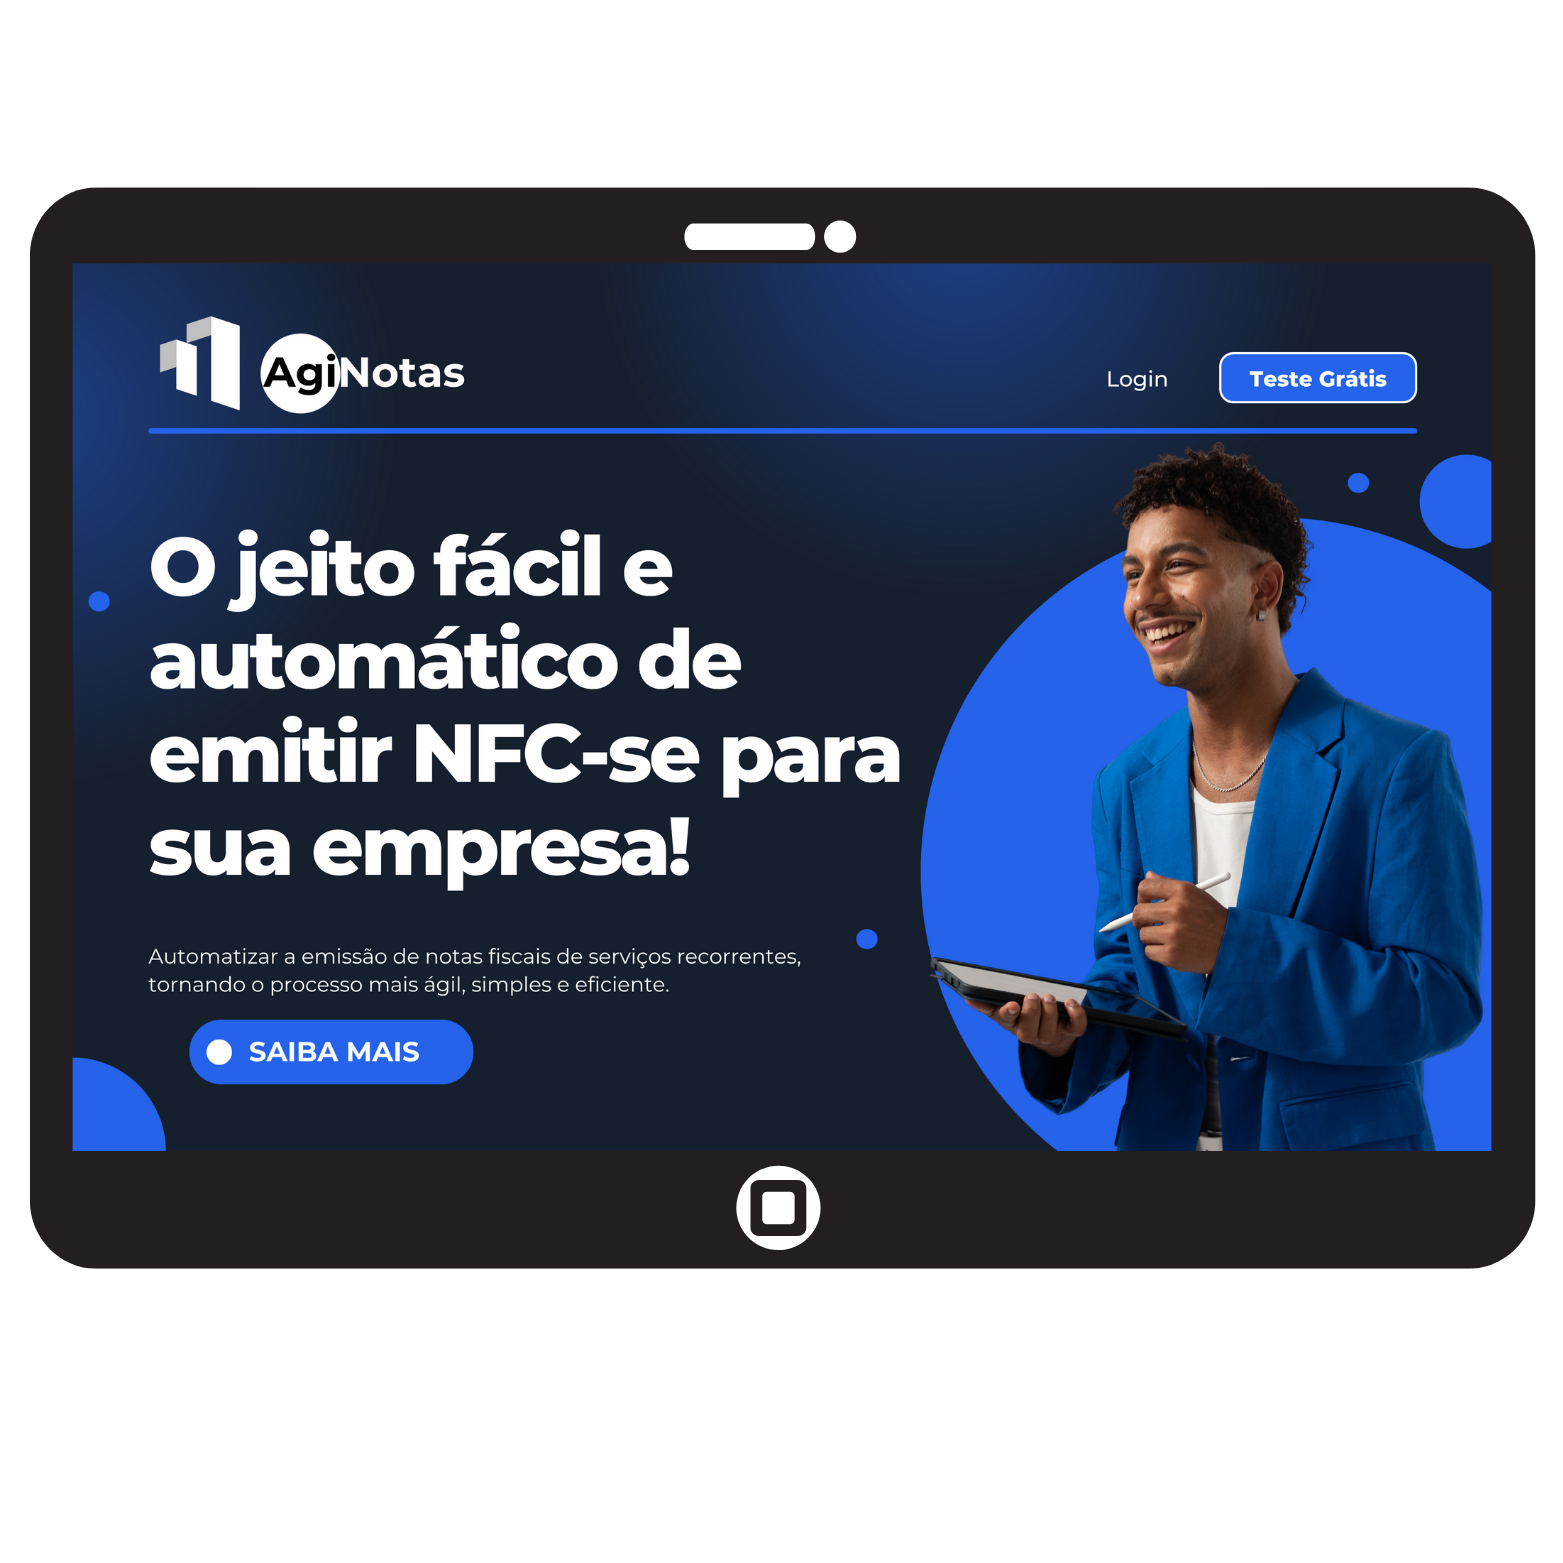 AgiNotas
Login
Teste Grátis
O jeito fácil e
automático de
emitir NFC-se para
sua empresa!
Automatizar a emissão de notas fiscais de serviços recorrentes,
tornando o processo mais ágil, simples e eficiente.
SAIBA MAIS